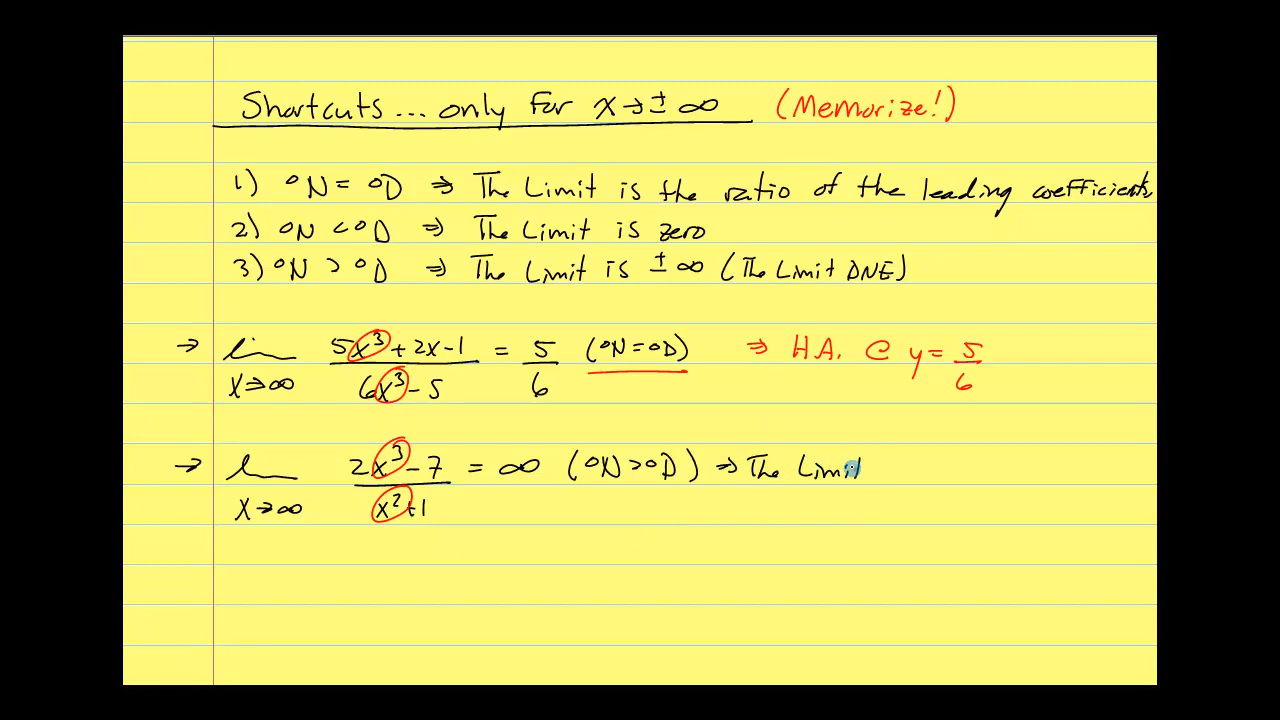 Shortcuts... only for x→±∞ (Memorize!)
1) °N = °D ⇒ The Limit is the ratio of the leading coefficients
2) °N < °D ⇒ The Limit is zero
3) °N > °D ⇒ The Limit is ±∞ (The Limit DNE)
→ lim x→∞ (5x³+2x-1)/(6x³-5) = 5/6 (°N=°D) ⇒ H.A. @ y = 5/6
→ lim x→∞ (2x³-7)/(x²+1) = ∞ (°N>°D) ⇒ The Limit